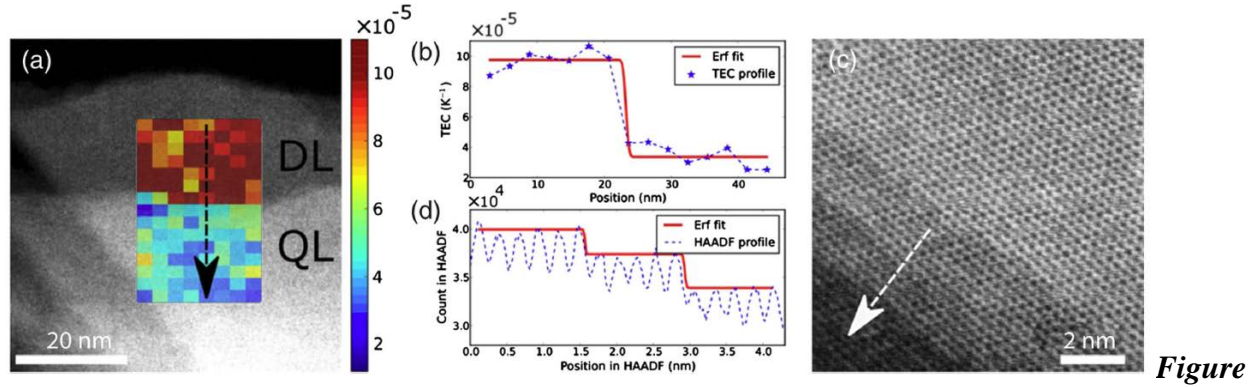 (a)
DL
QL
20 nm
×10⁻⁵
10
8
6
4
2
(b)
×10⁻⁵
10
8
6
4
2
TEC (K⁻¹)
Erf fit
TEC profile
0 10 20 30 40
Position (nm)
(d)
×10⁴
4.0
3.5
3.0
Count in HAADF
Erf fit
HAADF profile
0.0 0.5 1.0 1.5 2.0 2.5 3.0 3.5 4.0
Position in HAADF (nm)
(c)
2 nm
Figure